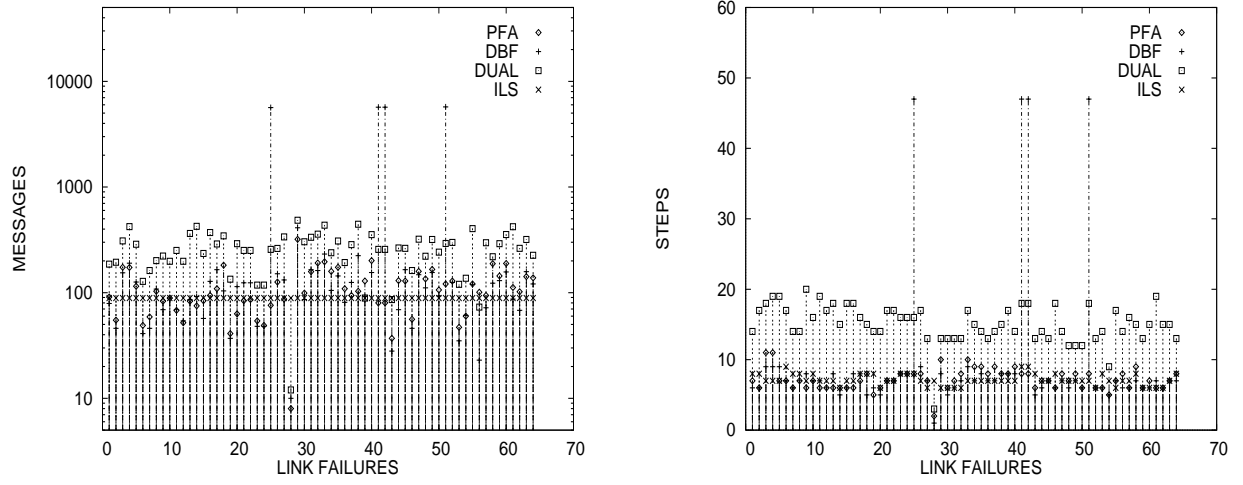 PFA
DBF
DUAL
ILS
10000
1000
100
10
MESSAGES
0 10 20 30 40 50 60 70
LINK FAILURES
PFA
DBF
DUAL
ILS
60
50
40
30
20
10
0
STEPS
0 10 20 30 40 50 60 70
LINK FAILURES